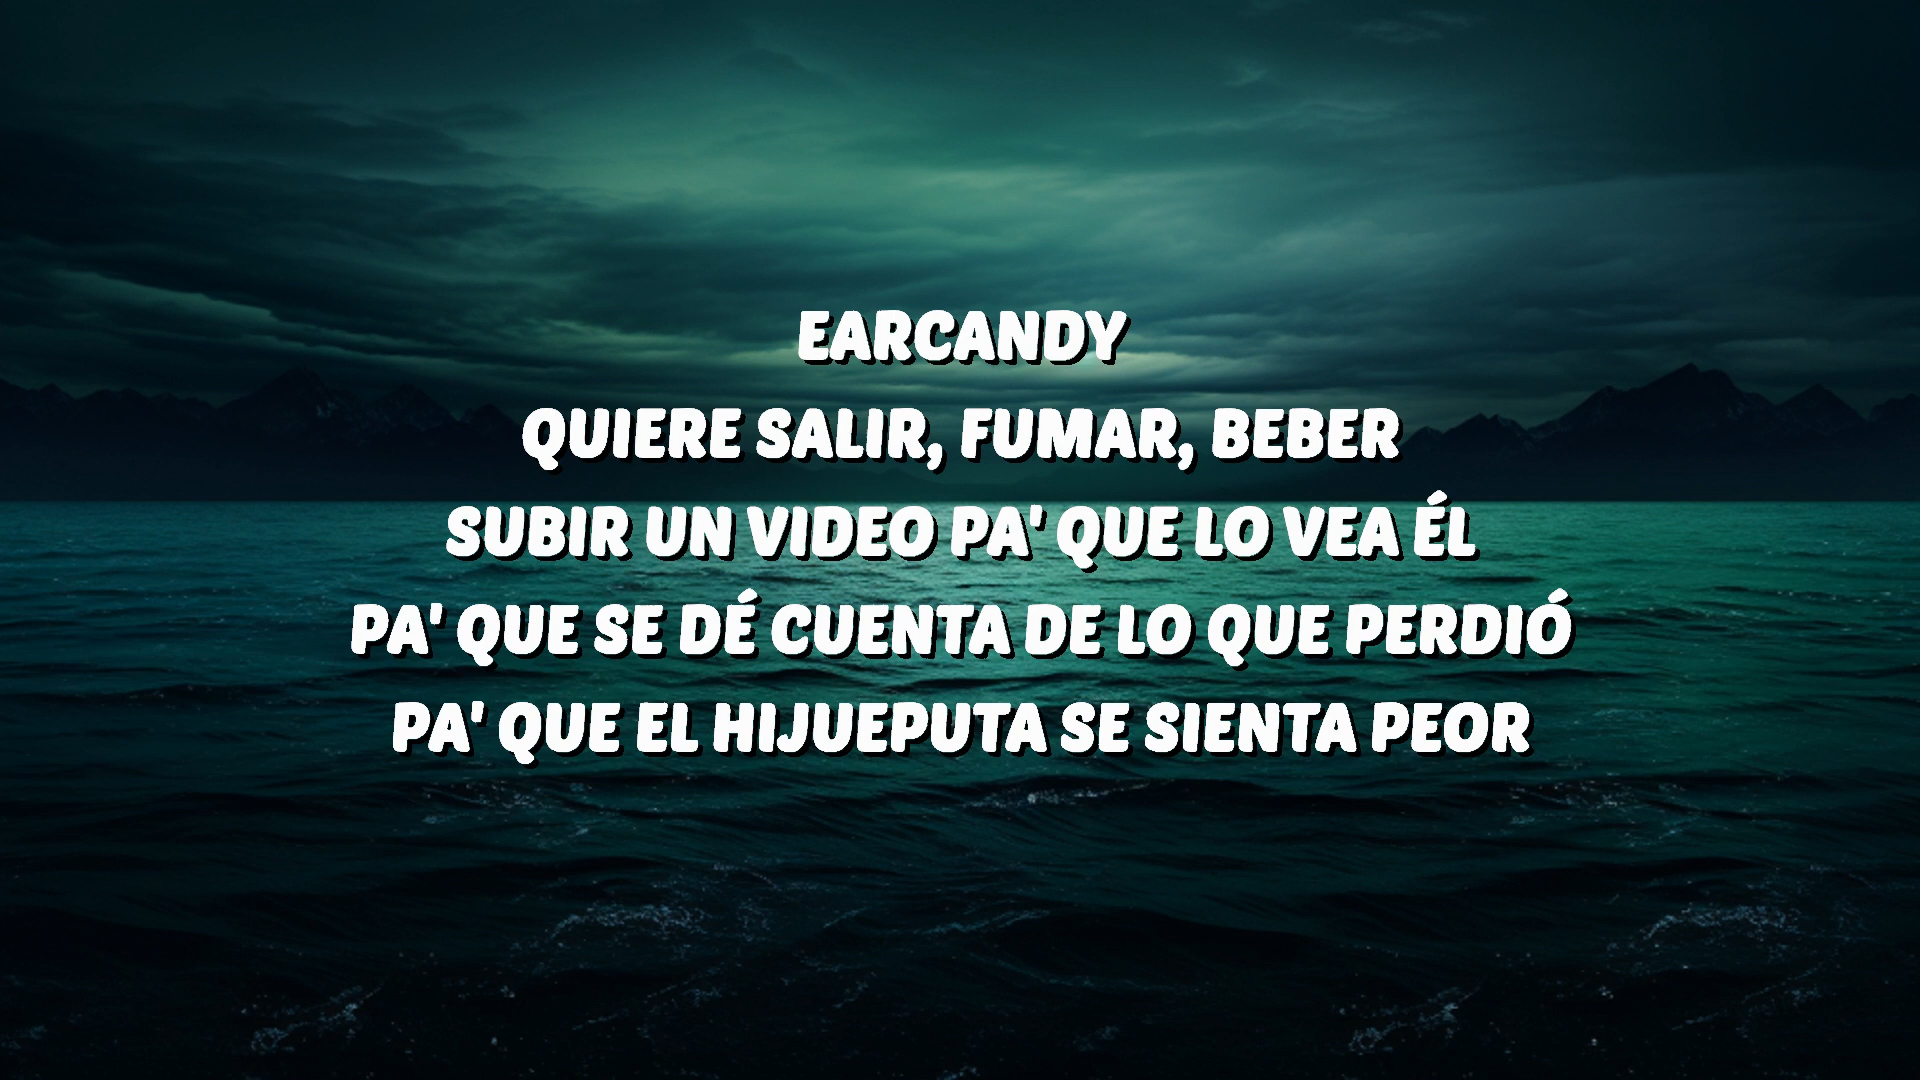 EARCANDY
QUIERE SALIR, FUMAR, BEBER
SUBIR UN VIDEO PA' QUE LO VEA ÉL
PA' QUE SE DÉ CUENTA DE LO QUE PERDIÓ
PA' QUE EL HIJUEPUTA SE SIENTA PEOR